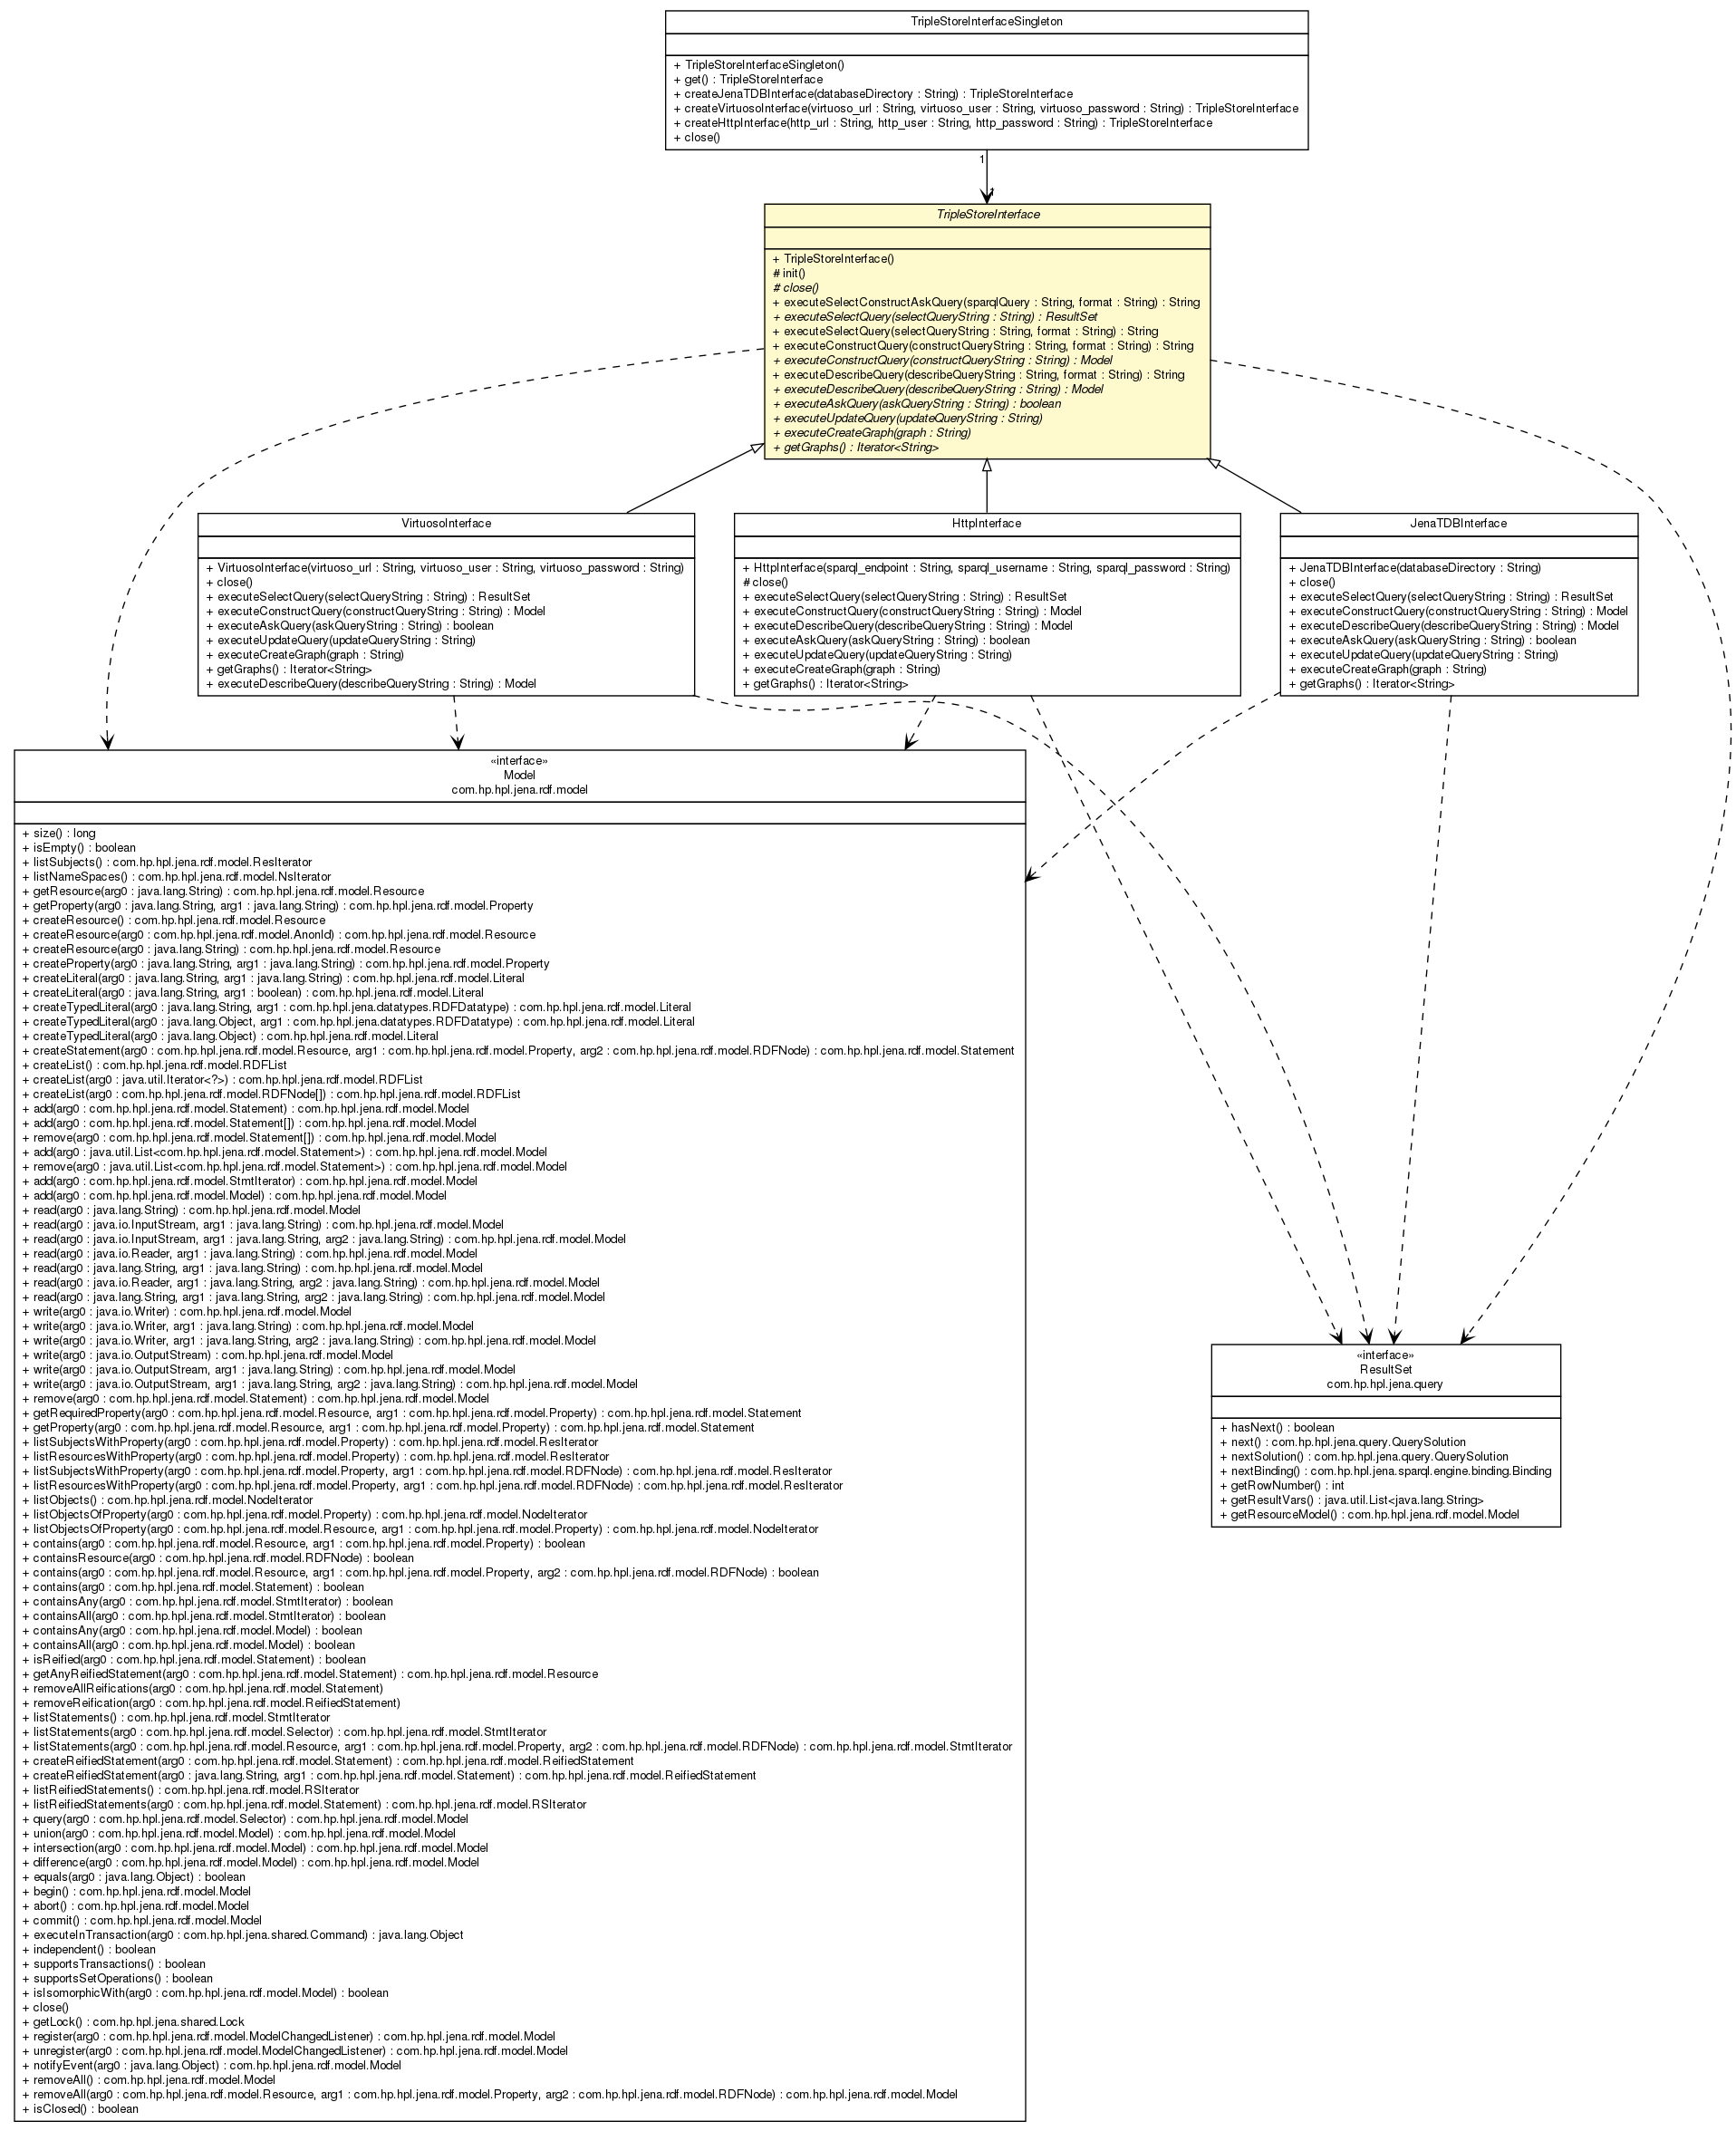 TripleStoreInterfaceSingleton
+ TripleStoreInterfaceSingleton()
+ get() : TripleStoreInterface
+ createJenaTDBInterface(databaseDirectory : String) : TripleStoreInterface
+ createVirtuosoInterface(virtuoso_url : String, virtuoso_user : String, virtuoso_password : String) : TripleStoreInterface
+ createHttpInterface(http_url : String, http_user : String, http_password : String) : TripleStoreInterface
+ close()
1
TripleStoreInterface
+ TripleStoreInterface()
# init()
# close()
+ executeSelectConstructAskQuery(sparqlQuery : String, format : String) : String
+ executeSelectQuery(selectQueryString : String) : ResultSet
+ executeSelectQuery(selectQueryString : String, format : String) : String
+ executeConstructQuery(constructQueryString : String, format : String) : String
+ executeConstructQuery(constructQueryString : String) : Model
+ executeDescribeQuery(describeQueryString : String, format : String) : String
+ executeDescribeQuery(describeQueryString : String) : Model
+ executeAskQuery(askQueryString : String) : boolean
+ executeUpdateQuery(updateQueryString : String)
+ executeCreateGraph(graph : String)
+ getGraphs() : Iterator<String>
VirtuosoInterface
+ VirtuosoInterface(virtuoso_url : String, virtuoso_user : String, virtuoso_password : String)
+ close()
+ executeSelectQuery(selectQueryString : String) : ResultSet
+ executeConstructQuery(constructQueryString : String) : Model
+ executeAskQuery(askQueryString : String) : boolean
+ executeUpdateQuery(updateQueryString : String)
+ executeCreateGraph(graph : String)
+ getGraphs() : Iterator<String>
+ executeDescribeQuery(describeQueryString : String) : Model
HttpInterface
+ HttpInterface(sparql_endpoint : String, sparql_username : String, sparql_password : String)
# close()
+ executeSelectQuery(selectQueryString : String) : ResultSet
+ executeConstructQuery(constructQueryString : String) : Model
+ executeDescribeQuery(describeQueryString : String) : Model
+ executeAskQuery(askQueryString : String) : boolean
+ executeUpdateQuery(updateQueryString : String)
+ executeCreateGraph(graph : String)
+ getGraphs() : Iterator<String>
JenaTDBInterface
+ JenaTDBInterface(databaseDirectory : String)
+ close()
+ executeSelectQuery(selectQueryString : String) : ResultSet
+ executeConstructQuery(constructQueryString : String) : Model
+ executeDescribeQuery(describeQueryString : String) : Model
+ executeAskQuery(askQueryString : String) : boolean
+ executeUpdateQuery(updateQueryString : String)
+ executeCreateGraph(graph : String)
+ getGraphs() : Iterator<String>
«interface»
Model
com.hp.hpl.jena.rdf.model
+ size() : long
+ isEmpty() : boolean
+ listSubjects() : com.hp.hpl.jena.rdf.model.ResIterator
+ listNameSpaces() : com.hp.hpl.jena.rdf.model.NsIterator
+ getResource(arg0 : java.lang.String) : com.hp.hpl.jena.rdf.model.Resource
+ getProperty(arg0 : java.lang.String, arg1 : java.lang.String) : com.hp.hpl.jena.rdf.model.Property
+ createResource() : com.hp.hpl.jena.rdf.model.Resource
+ createResource(arg0 : com.hp.hpl.jena.rdf.model.AnonId) : com.hp.hpl.jena.rdf.model.Resource
+ createResource(arg0 : java.lang.String) : com.hp.hpl.jena.rdf.model.Resource
+ createProperty(arg0 : java.lang.String, arg1 : java.lang.String) : com.hp.hpl.jena.rdf.model.Property
+ createLiteral(arg0 : java.lang.String, arg1 : java.lang.String) : com.hp.hpl.jena.rdf.model.Literal
+ createLiteral(arg0 : java.lang.String, arg1 : boolean) : com.hp.hpl.jena.rdf.model.Literal
+ createTypedLiteral(arg0 : java.lang.String, arg1 : com.hp.hpl.jena.datatypes.RDFDatatype) : com.hp.hpl.jena.rdf.model.Literal
+ createTypedLiteral(arg0 : java.lang.Object, arg1 : com.hp.hpl.jena.datatypes.RDFDatatype) : com.hp.hpl.jena.rdf.model.Literal
+ createTypedLiteral(arg0 : java.lang.Object) : com.hp.hpl.jena.rdf.model.Literal
+ createStatement(arg0 : com.hp.hpl.jena.rdf.model.Resource, arg1 : com.hp.hpl.jena.rdf.model.Property, arg2 : com.hp.hpl.jena.rdf.model.RDFNode) : com.hp.hpl.jena.rdf.model.Statement
+ createList() : com.hp.hpl.jena.rdf.model.RDFList
+ createList(arg0 : java.util.Iterator<?>) : com.hp.hpl.jena.rdf.model.RDFList
+ createList(arg0 : com.hp.hpl.jena.rdf.model.RDFNode[]) : com.hp.hpl.jena.rdf.model.RDFList
+ add(arg0 : com.hp.hpl.jena.rdf.model.Statement) : com.hp.hpl.jena.rdf.model.Model
+ add(arg0 : com.hp.hpl.jena.rdf.model.Statement[]) : com.hp.hpl.jena.rdf.model.Model
+ remove(arg0 : com.hp.hpl.jena.rdf.model.Statement[]) : com.hp.hpl.jena.rdf.model.Model
+ add(arg0 : java.util.List<com.hp.hpl.jena.rdf.model.Statement>) : com.hp.hpl.jena.rdf.model.Model
+ remove(arg0 : java.util.List<com.hp.hpl.jena.rdf.model.Statement>) : com.hp.hpl.jena.rdf.model.Model
+ add(arg0 : com.hp.hpl.jena.rdf.model.StmtIterator) : com.hp.hpl.jena.rdf.model.Model
+ add(arg0 : com.hp.hpl.jena.rdf.model.Model) : com.hp.hpl.jena.rdf.model.Model
+ read(arg0 : java.lang.String) : com.hp.hpl.jena.rdf.model.Model
+ read(arg0 : java.io.InputStream, arg1 : java.lang.String) : com.hp.hpl.jena.rdf.model.Model
+ read(arg0 : java.io.InputStream, arg1 : java.lang.String, arg2 : java.lang.String) : com.hp.hpl.jena.rdf.model.Model
+ read(arg0 : java.io.Reader, arg1 : java.lang.String) : com.hp.hpl.jena.rdf.model.Model
+ read(arg0 : java.lang.String, arg1 : java.lang.String) : com.hp.hpl.jena.rdf.model.Model
+ read(arg0 : java.io.Reader, arg1 : java.lang.String, arg2 : java.lang.String) : com.hp.hpl.jena.rdf.model.Model
+ read(arg0 : java.lang.String, arg1 : java.lang.String, arg2 : java.lang.String) : com.hp.hpl.jena.rdf.model.Model
+ write(arg0 : java.io.Writer) : com.hp.hpl.jena.rdf.model.Model
+ write(arg0 : java.io.Writer, arg1 : java.lang.String) : com.hp.hpl.jena.rdf.model.Model
+ write(arg0 : java.io.Writer, arg1 : java.lang.String, arg2 : java.lang.String) : com.hp.hpl.jena.rdf.model.Model
+ write(arg0 : java.io.OutputStream) : com.hp.hpl.jena.rdf.model.Model
+ write(arg0 : java.io.OutputStream, arg1 : java.lang.String) : com.hp.hpl.jena.rdf.model.Model
+ write(arg0 : java.io.OutputStream, arg1 : java.lang.String, arg2 : java.lang.String) : com.hp.hpl.jena.rdf.model.Model
+ remove(arg0 : com.hp.hpl.jena.rdf.model.Statement) : com.hp.hpl.jena.rdf.model.Model
+ getRequiredProperty(arg0 : com.hp.hpl.jena.rdf.model.Resource, arg1 : com.hp.hpl.jena.rdf.model.Property) : com.hp.hpl.jena.rdf.model.Statement
+ getProperty(arg0 : com.hp.hpl.jena.rdf.model.Resource, arg1 : com.hp.hpl.jena.rdf.model.Property) : com.hp.hpl.jena.rdf.model.Statement
+ listSubjectsWithProperty(arg0 : com.hp.hpl.jena.rdf.model.Property) : com.hp.hpl.jena.rdf.model.ResIterator
+ listResourcesWithProperty(arg0 : com.hp.hpl.jena.rdf.model.Property) : com.hp.hpl.jena.rdf.model.ResIterator
+ listSubjectsWithProperty(arg0 : com.hp.hpl.jena.rdf.model.Property, arg1 : com.hp.hpl.jena.rdf.model.RDFNode) : com.hp.hpl.jena.rdf.model.ResIterator
+ listResourcesWithProperty(arg0 : com.hp.hpl.jena.rdf.model.Property, arg1 : com.hp.hpl.jena.rdf.model.RDFNode) : com.hp.hpl.jena.rdf.model.ResIterator
+ listObjects() : com.hp.hpl.jena.rdf.model.NodeIterator
+ listObjectsOfProperty(arg0 : com.hp.hpl.jena.rdf.model.Property) : com.hp.hpl.jena.rdf.model.NodeIterator
+ listObjectsOfProperty(arg0 : com.hp.hpl.jena.rdf.model.Resource, arg1 : com.hp.hpl.jena.rdf.model.Property) : com.hp.hpl.jena.rdf.model.NodeIterator
+ contains(arg0 : com.hp.hpl.jena.rdf.model.Resource, arg1 : com.hp.hpl.jena.rdf.model.Property) : boolean
+ containsResource(arg0 : com.hp.hpl.jena.rdf.model.RDFNode) : boolean
+ contains(arg0 : com.hp.hpl.jena.rdf.model.Resource, arg1 : com.hp.hpl.jena.rdf.model.Property, arg2 : com.hp.hpl.jena.rdf.model.RDFNode) : boolean
+ contains(arg0 : com.hp.hpl.jena.rdf.model.Statement) : boolean
+ containsAny(arg0 : com.hp.hpl.jena.rdf.model.StmtIterator) : boolean
+ containsAll(arg0 : com.hp.hpl.jena.rdf.model.StmtIterator) : boolean
+ containsAny(arg0 : com.hp.hpl.jena.rdf.model.Model) : boolean
+ containsAll(arg0 : com.hp.hpl.jena.rdf.model.Model) : boolean
+ isReified(arg0 : com.hp.hpl.jena.rdf.model.Statement) : boolean
+ getAnyReifiedStatement(arg0 : com.hp.hpl.jena.rdf.model.Statement) : com.hp.hpl.jena.rdf.model.Resource
+ removeAllReifications(arg0 : com.hp.hpl.jena.rdf.model.Statement)
+ removeReification(arg0 : com.hp.hpl.jena.rdf.model.ReifiedStatement)
+ listStatements() : com.hp.hpl.jena.rdf.model.StmtIterator
+ listStatements(arg0 : com.hp.hpl.jena.rdf.model.Selector) : com.hp.hpl.jena.rdf.model.StmtIterator
+ listStatements(arg0 : com.hp.hpl.jena.rdf.model.Resource, arg1 : com.hp.hpl.jena.rdf.model.Property, arg2 : com.hp.hpl.jena.rdf.model.RDFNode) : com.hp.hpl.jena.rdf.model.StmtIterator
+ createReifiedStatement(arg0 : com.hp.hpl.jena.rdf.model.Statement) : com.hp.hpl.jena.rdf.model.ReifiedStatement
+ createReifiedStatement(arg0 : java.lang.String, arg1 : com.hp.hpl.jena.rdf.model.Statement) : com.hp.hpl.jena.rdf.model.ReifiedStatement
+ listReifiedStatements() : com.hp.hpl.jena.rdf.model.RSIterator
+ listReifiedStatements(arg0 : com.hp.hpl.jena.rdf.model.Statement) : com.hp.hpl.jena.rdf.model.RSIterator
+ query(arg0 : com.hp.hpl.jena.rdf.model.Selector) : com.hp.hpl.jena.rdf.model.Model
+ union(arg0 : com.hp.hpl.jena.rdf.model.Model) : com.hp.hpl.jena.rdf.model.Model
+ intersection(arg0 : com.hp.hpl.jena.rdf.model.Model) : com.hp.hpl.jena.rdf.model.Model
+ difference(arg0 : com.hp.hpl.jena.rdf.model.Model) : com.hp.hpl.jena.rdf.model.Model
+ equals(arg0 : java.lang.Object) : boolean
+ begin() : com.hp.hpl.jena.rdf.model.Model
+ abort() : com.hp.hpl.jena.rdf.model.Model
+ commit() : com.hp.hpl.jena.rdf.model.Model
+ executeInTransaction(arg0 : com.hp.hpl.jena.shared.Command) : java.lang.Object
+ independent() : boolean
+ supportsTransactions() : boolean
+ supportsSetOperations() : boolean
+ isIsomorphicWith(arg0 : com.hp.hpl.jena.rdf.model.Model) : boolean
+ close()
+ getLock() : com.hp.hpl.jena.shared.Lock
+ register(arg0 : com.hp.hpl.jena.rdf.model.ModelChangedListener) : com.hp.hpl.jena.rdf.model.Model
+ unregister(arg0 : com.hp.hpl.jena.rdf.model.ModelChangedListener) : com.hp.hpl.jena.rdf.model.Model
+ notifyEvent(arg0 : java.lang.Object) : com.hp.hpl.jena.rdf.model.Model
+ removeAll() : com.hp.hpl.jena.rdf.model.Model
+ removeAll(arg0 : com.hp.hpl.jena.rdf.model.Resource, arg1 : com.hp.hpl.jena.rdf.model.Property, arg2 : com.hp.hpl.jena.rdf.model.RDFNode) : com.hp.hpl.jena.rdf.model.Model
+ isClosed() : boolean
«interface»
ResultSet
com.hp.hpl.jena.query
+ hasNext() : boolean
+ next() : com.hp.hpl.jena.query.QuerySolution
+ nextSolution() : com.hp.hpl.jena.query.QuerySolution
+ nextBinding() : com.hp.hpl.jena.sparql.engine.binding.Binding
+ getRowNumber() : int
+ getResultVars() : java.util.List<java.lang.String>
+ getResourceModel() : com.hp.hpl.jena.rdf.model.Model